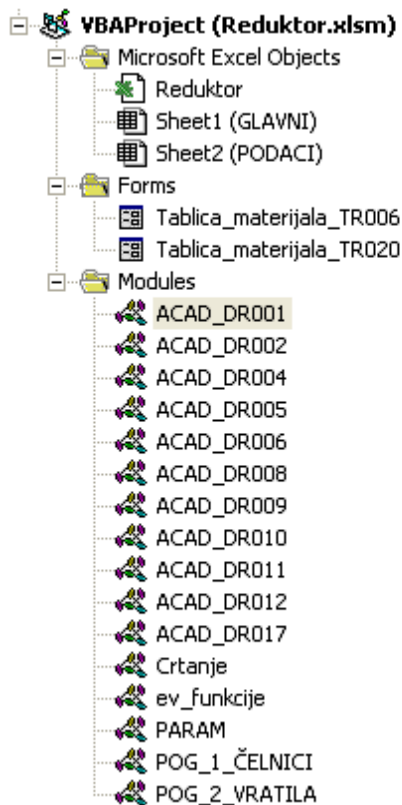 VBAProject (Reduktor.xlsm)
Microsoft Excel Objects
Reduktor
Sheet1 (GLAVNI)
Sheet2 (PODACI)
Forms
Tablica_materijala_TR006
Tablica_materijala_TR020
Modules
ACAD_DR001
ACAD_DR002
ACAD_DR004
ACAD_DR005
ACAD_DR006
ACAD_DR008
ACAD_DR009
ACAD_DR010
ACAD_DR011
ACAD_DR012
ACAD_DR017
Crtanje
ev_funkcije
PARAM
POG_1_ČELNICI
POG_2_VRATILA